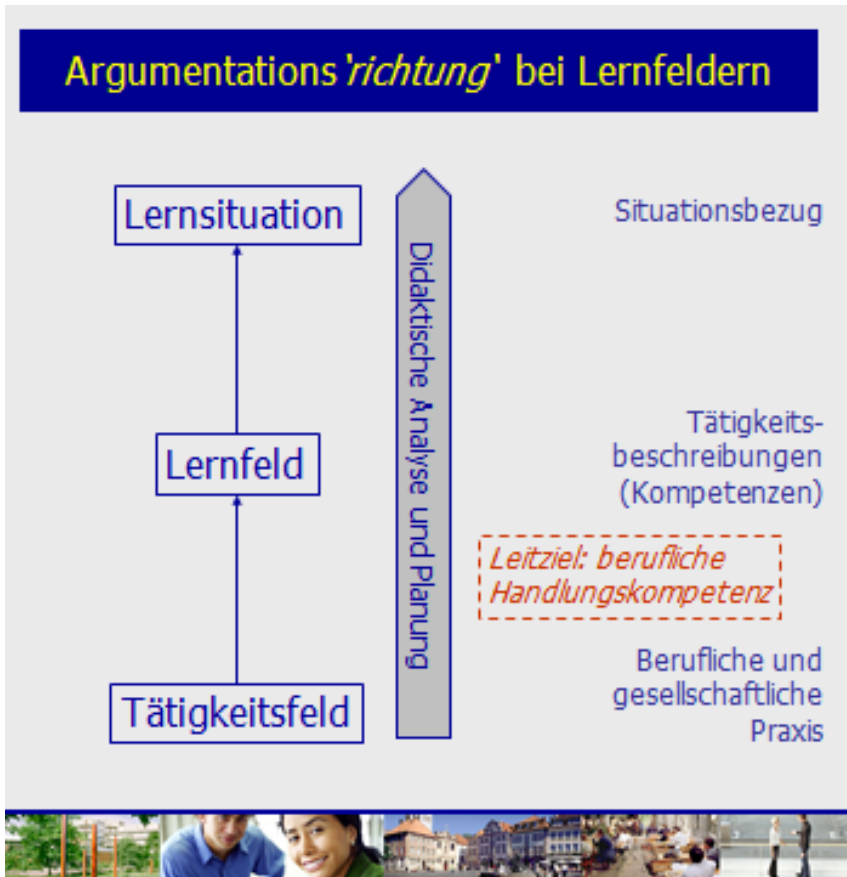 Argumentations 'richtung' bei Lernfeldern
Lernsituation
Situationsbezug
Didaktische Analyse und Planung
Lernfeld
Tätigkeits-
beschreibungen
(Kompetenzen)
Leitziel: berufliche
Handlungskompetenz
Tätigkeitsfeld
Berufliche und
gesellschaftliche
Praxis